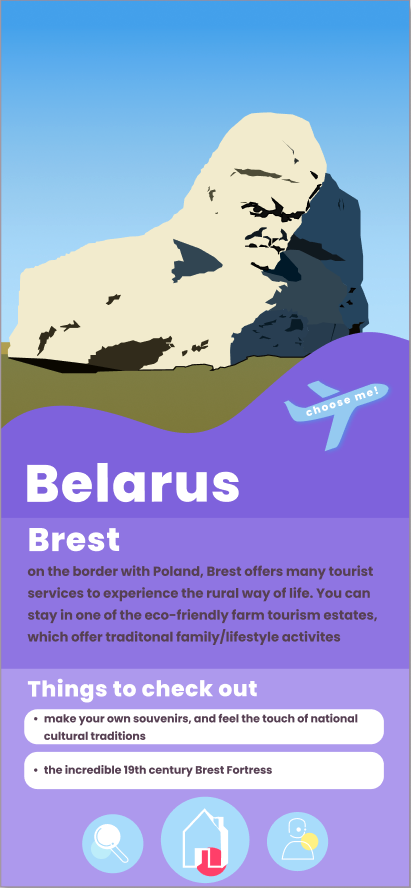 choose me!
Belarus
Brest
on the border with Poland, Brest offers many tourist
services to experience the rural way of life. You can
stay in one of the eco-friendly farm tourism estates,
which offer traditonal family/lifestyle activites
Things to check out
• make your own souvenirs, and feel the touch of national
cultural traditions
• the incredible 19th century Brest Fortress